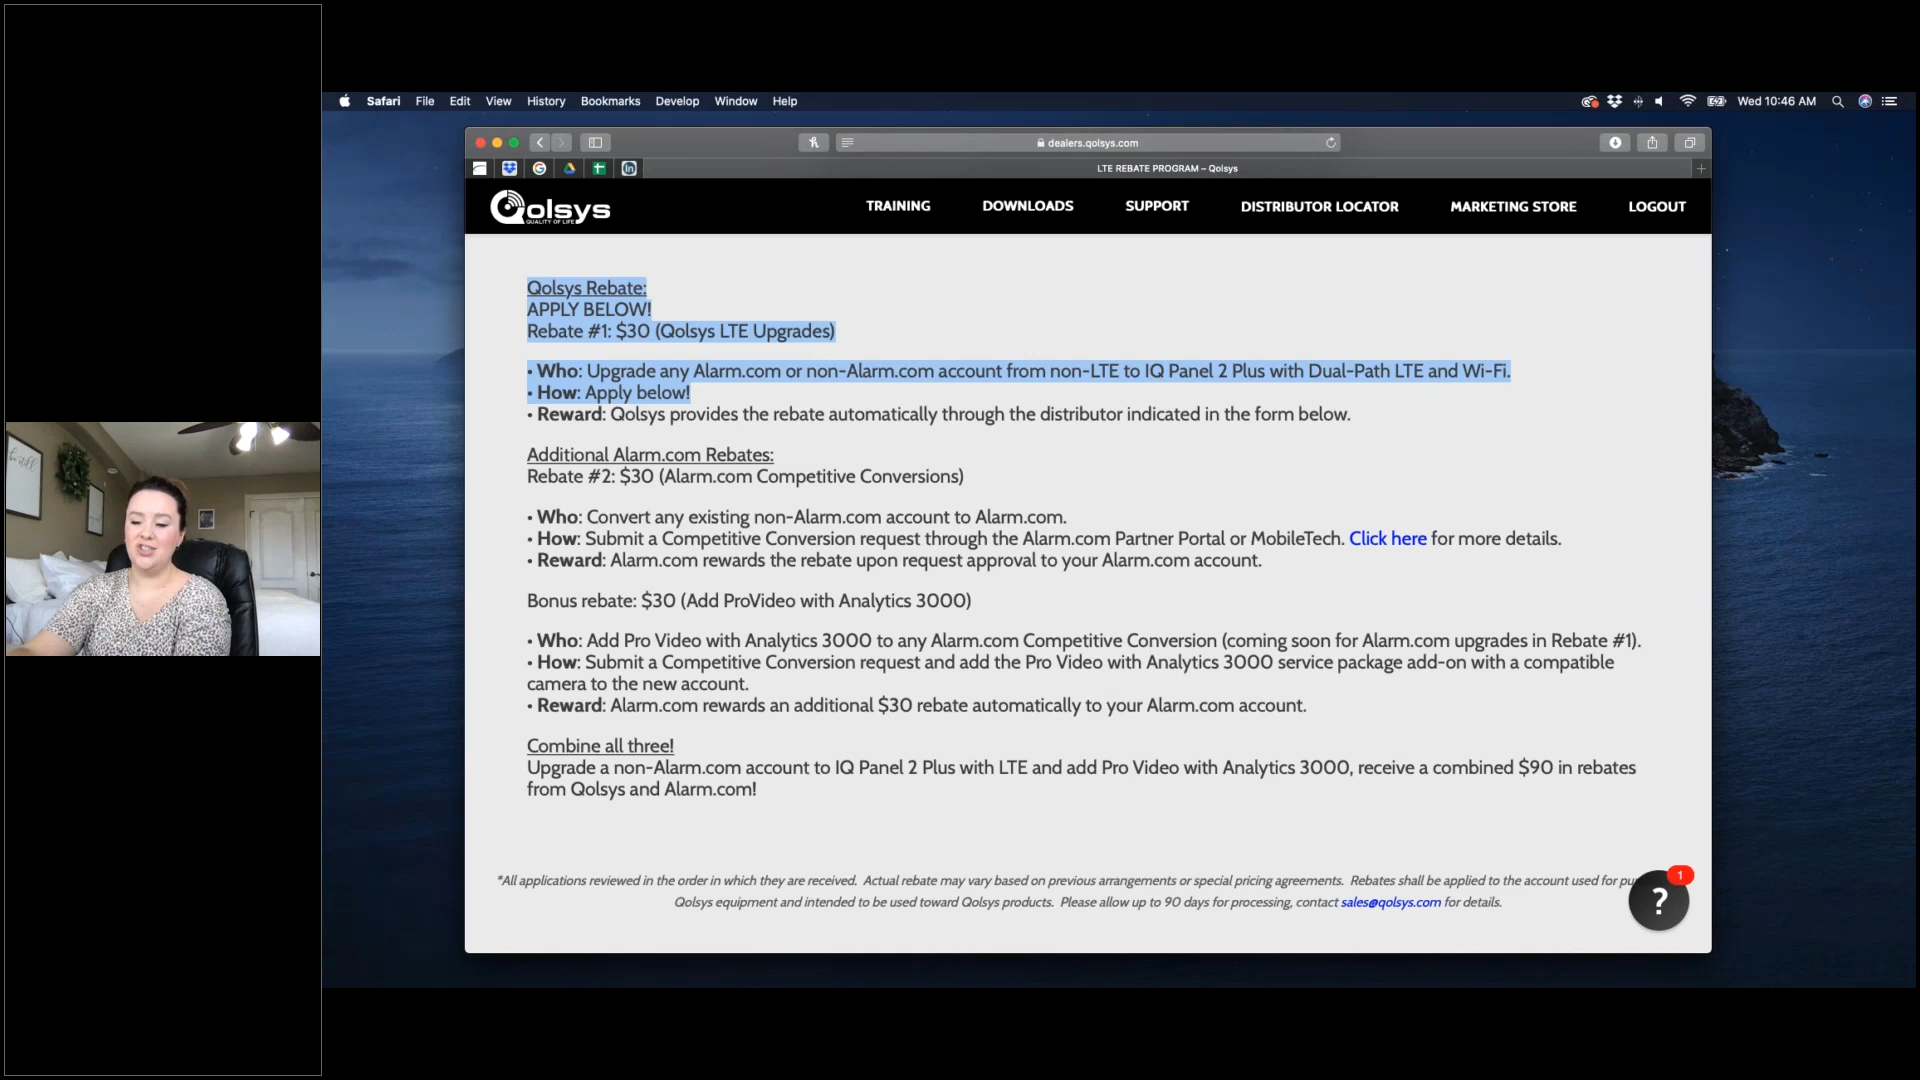 Safari File Edit View History Bookmarks Develop Window Help
Wed 10:46 AM
dealers.qolsys.com
LTE REBATE PROGRAM – Qolsys
Qolsys
QUALITY OF LIFE
TRAINING DOWNLOADS SUPPORT DISTRIBUTOR LOCATOR MARKETING STORE LOGOUT
Qolsys Rebate:
APPLY BELOW!
Rebate #1: $30 (Qolsys LTE Upgrades)
• Who: Upgrade any Alarm.com or non-Alarm.com account from non-LTE to IQ Panel 2 Plus with Dual-Path LTE and Wi-Fi.
• How: Apply below!
• Reward: Qolsys provides the rebate automatically through the distributor indicated in the form below.
Additional Alarm.com Rebates:
Rebate #2: $30 (Alarm.com Competitive Conversions)
• Who: Convert any existing non-Alarm.com account to Alarm.com.
• How: Submit a Competitive Conversion request through the Alarm.com Partner Portal or MobileTech. Click here for more details.
• Reward: Alarm.com rewards the rebate upon request approval to your Alarm.com account.
Bonus rebate: $30 (Add ProVideo with Analytics 3000)
• Who: Add Pro Video with Analytics 3000 to any Alarm.com Competitive Conversion (coming soon for Alarm.com upgrades in Rebate #1).
• How: Submit a Competitive Conversion request and add the Pro Video with Analytics 3000 service package add-on with a compatible
camera to the new account.
• Reward: Alarm.com rewards an additional $30 rebate automatically to your Alarm.com account.
Combine all three!
Upgrade a non-Alarm.com account to IQ Panel 2 Plus with LTE and add Pro Video with Analytics 3000, receive a combined $90 in rebates
from Qolsys and Alarm.com!
*All applications reviewed in the order in which they are received. Actual rebate may vary based on previous arrangements or special pricing agreements. Rebates shall be applied to the account used for
Qolsys equipment and intended to be used toward Qolsys products. Please allow up to 90 days for processing, contact sales@qolsys.com for details.
1
?